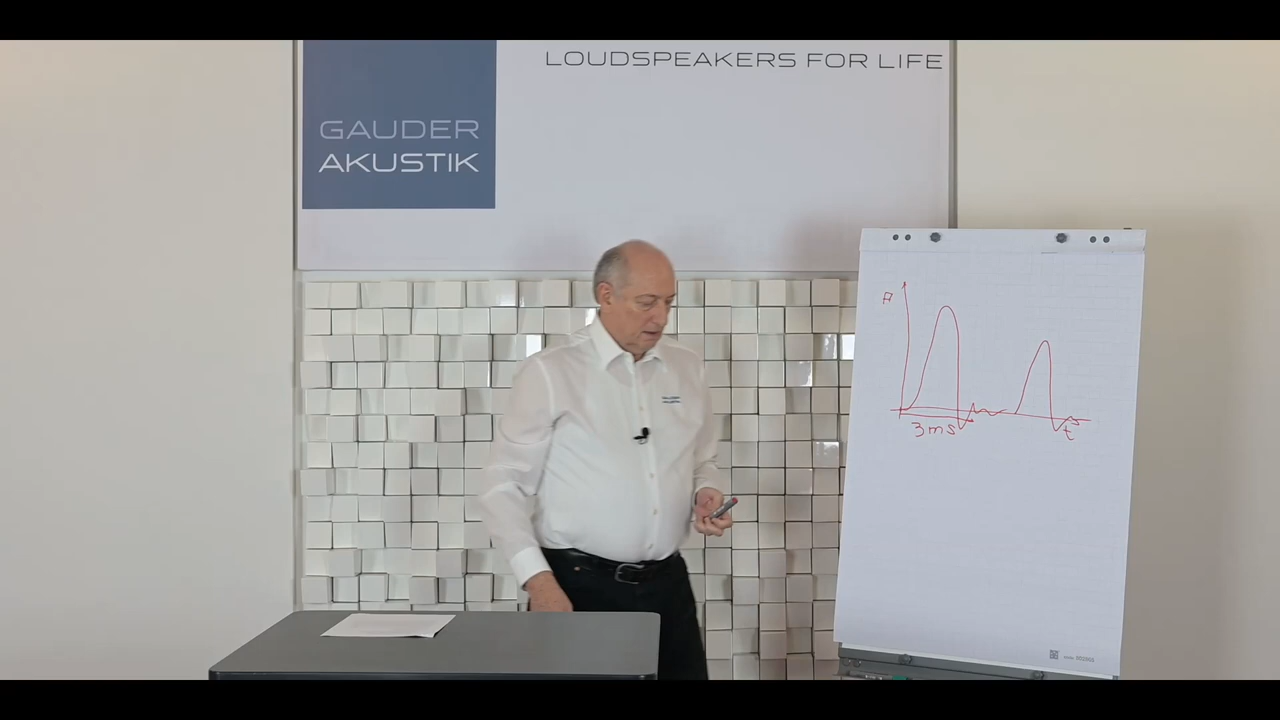 LOUDSPEAKERS FOR LIFE
GAUDER
AKUSTIK
A
3ms
t